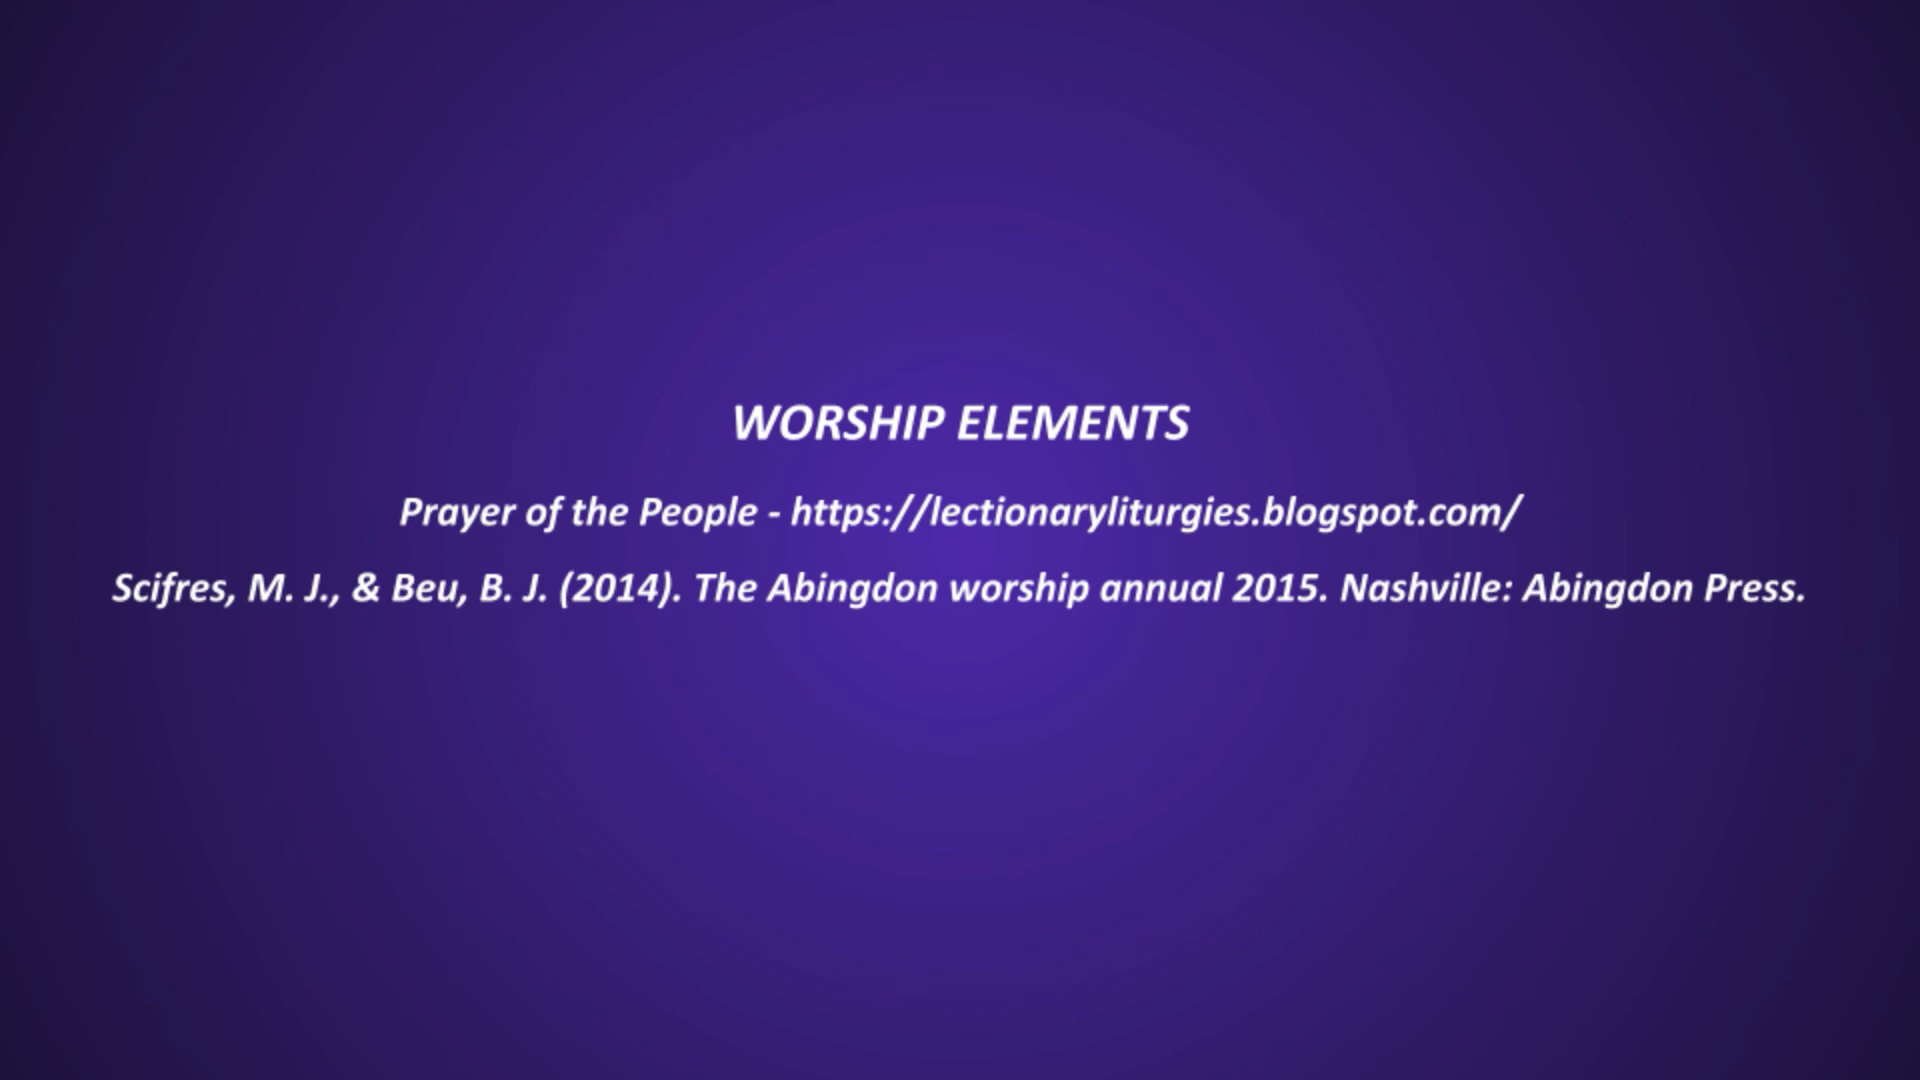 WORSHIP ELEMENTS
Prayer of the People - https://lectionaryliturgies.blogspot.com/
Scifres, M. J., & Beu, B. J. (2014). The Abingdon worship annual 2015. Nashville: Abingdon Press.